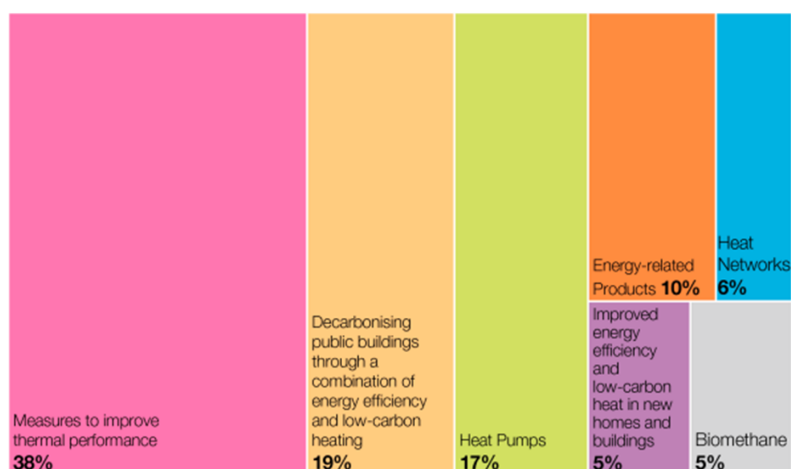 Measures to improve
thermal performance
38%
Decarbonising
public buildings
through a
combination of
energy efficiency
and low-carbon
heating
19%
Heat Pumps
17%
Energy-related
Products 10%
Heat
Networks
6%
Improved
energy
efficiency
and
low-carbon
heat in new
homes and
buildings
5%
Biomethane
5%